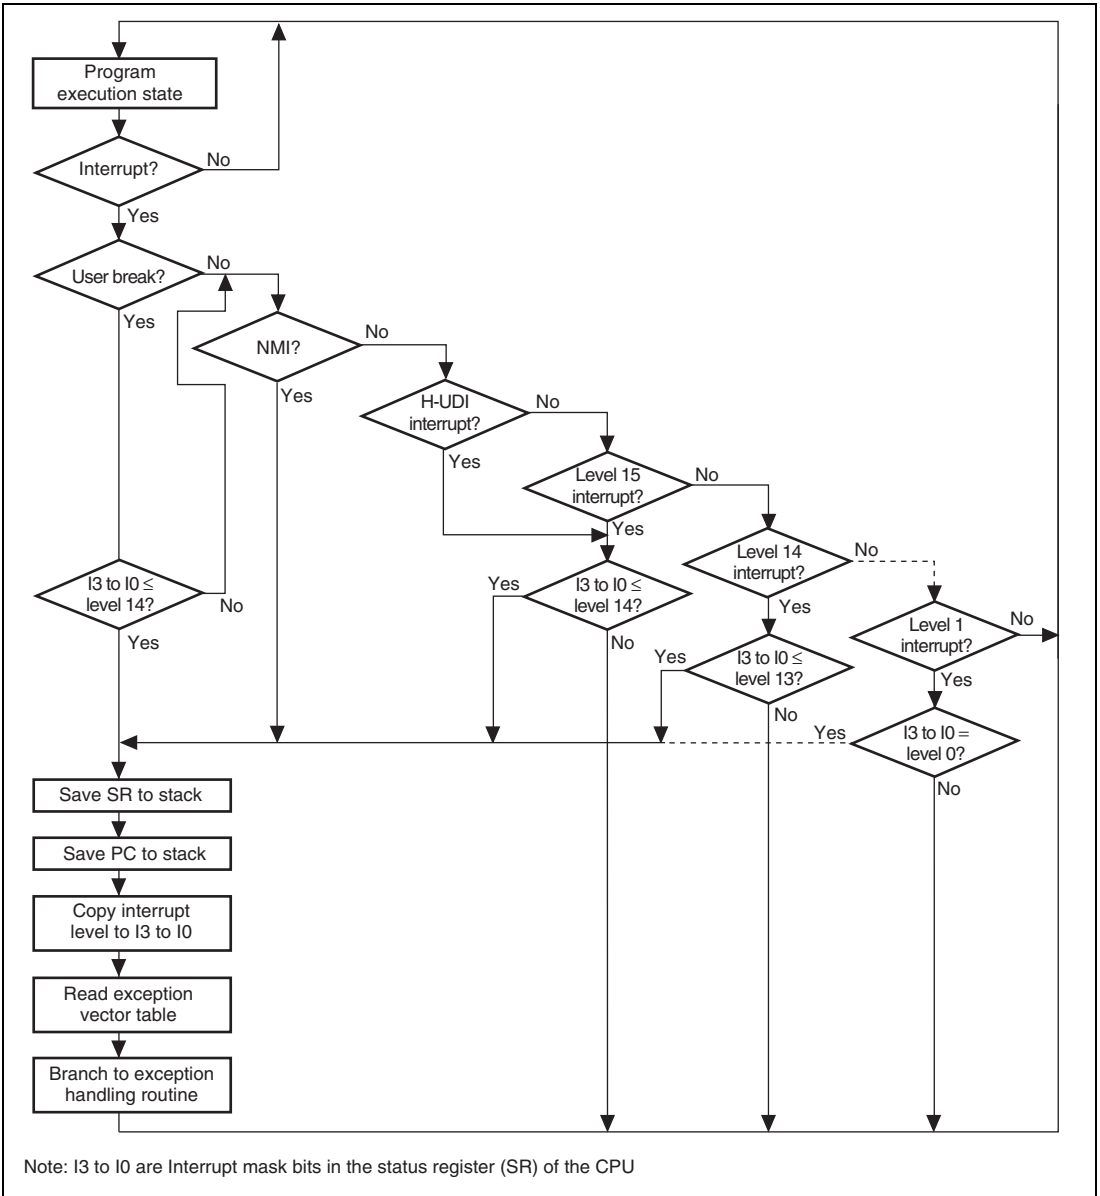 Program
execution state
Interrupt?
No
Yes
User break?
No
Yes
NMI?
No
Yes
H-UDI
interrupt?
No
Yes
Level 15
interrupt?
No
Yes
Level 14
interrupt?
No
Yes
I3 to I0 ≤
level 14?
No
Yes
Yes
I3 to I0 ≤
level 14?
No
Level 1
interrupt?
No
Yes
Yes
I3 to I0 ≤
level 13?
No
Yes
I3 to I0 =
level 0?
No
Save SR to stack
Save PC to stack
Copy interrupt
level to I3 to I0
Read exception
vector table
Branch to exception
handling routine
Note: I3 to I0 are Interrupt mask bits in the status register (SR) of the CPU